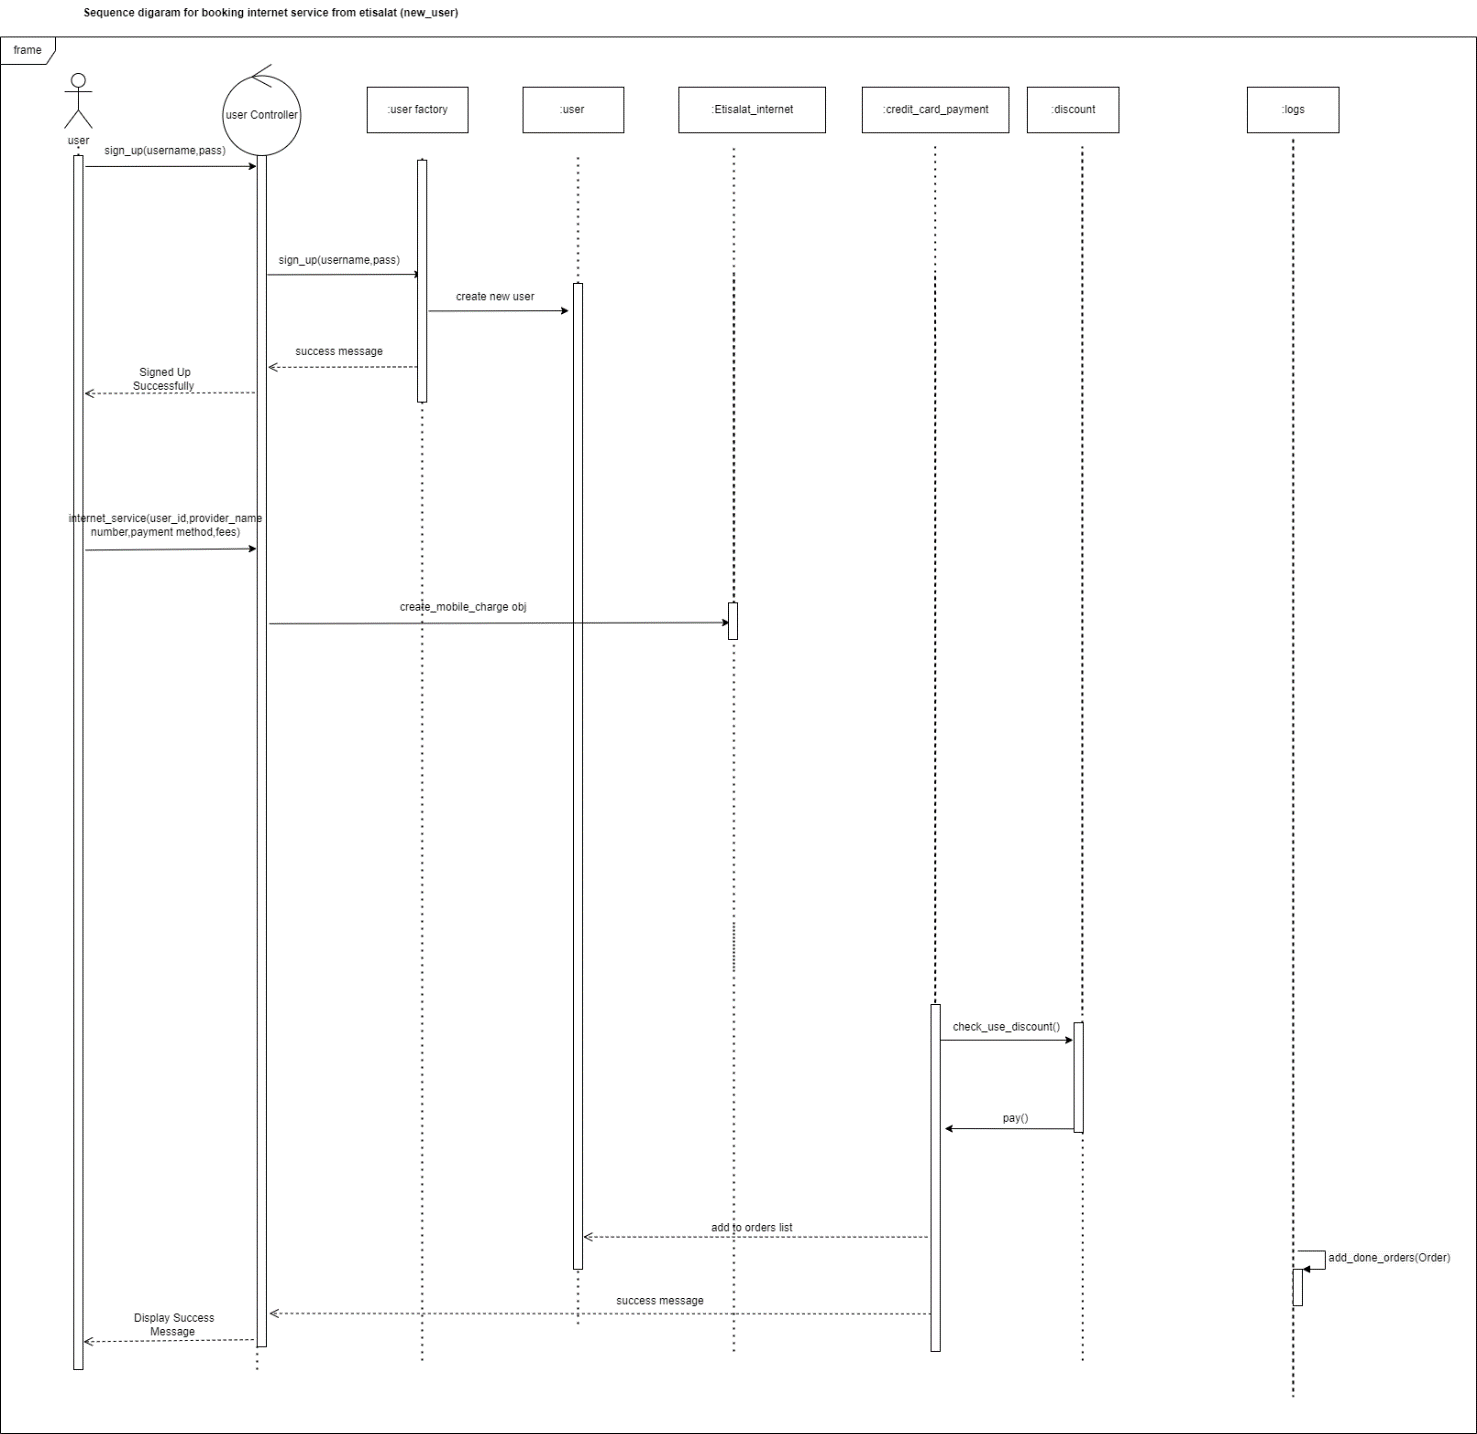 Sequence digaram for booking internet service from etisalat (new_user)
frame
user
user Controller
:user factory
:user
:Etisalat_internet
:credit_card_payment
:discount
:logs
sign_up(username,pass)
sign_up(username,pass)
create new user
success message
Signed Up
Successfully
internet_service(user_id,provider_name
number,payment method,fees)
create_mobile_charge obj
check_use_discount()
pay()
add to orders list
add_done_orders(Order)
success message
Display Success
Message